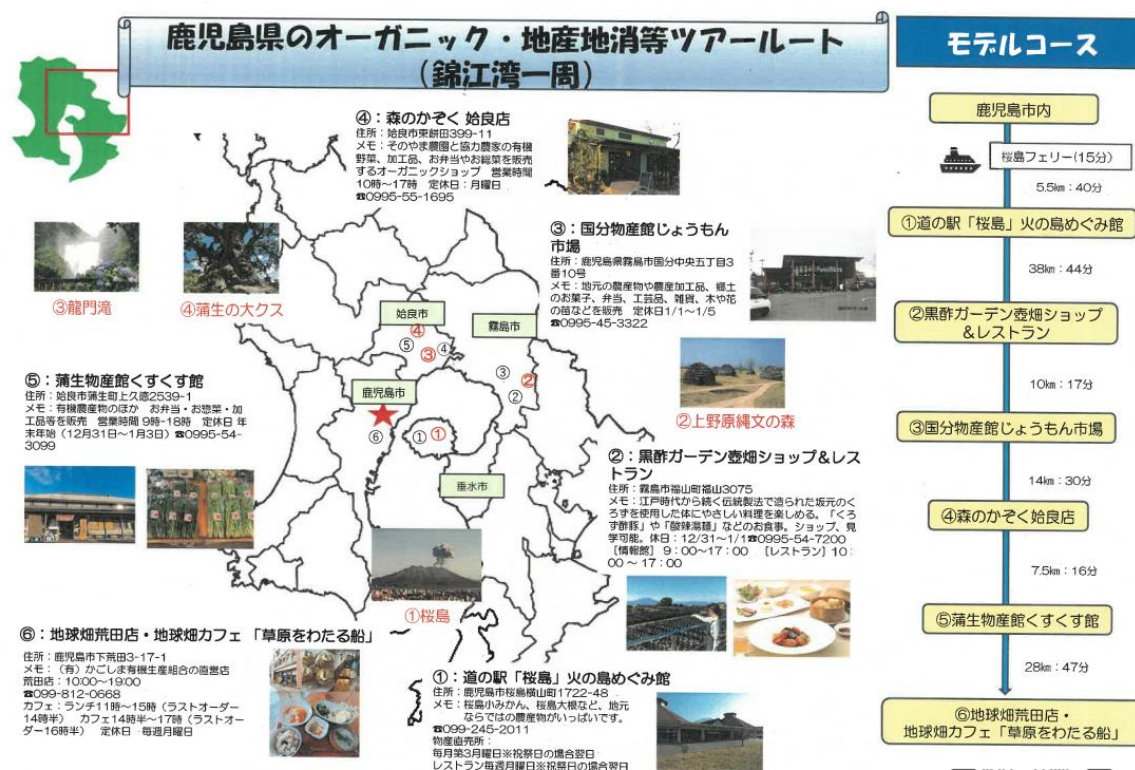 鹿児島県のオーガニック・地産地消等ツアールート
（錦江湾一周）
モデルコース
④：森のかぞく 姶良店
住所：姶良市東餅田399-11
メモ：そのやま農園と協力農家の有機
野菜、加工品、お弁当やお総菜を販売
するオーガニックショップ 営業時間
10時～17時 定休日：月曜日
☎0995-55-1695
③龍門滝
④蒲生の大クス
③：国分物産館じょうもん
市場
住所：鹿児島県霧島市国分中央五丁目3
番10号
メモ：地元の農産物や農産加工品、郷土
のお菓子、弁当、工芸品、雑貨、木や花
の苗などを販売 定休日1/1～1/5
☎0995-45-3322
②上野原縄文の森
姶良市
霧島市
鹿児島市
垂水市
④
⑤
③
④
③
②
②
⑥
①
①
⑤：蒲生物産館くすくす館
住所：姶良市蒲生町上久徳2539-1
メモ：有機農産物のほか お弁当・お惣菜・加
工品等を販売 営業時間 9時-18時 定休日 年
末年始（12月31日～1月3日）☎0995-54-
3099
②：黒酢ガーデン壺畑ショップ&レス
トラン
住所：霧島市福山町福山3075
メモ：江戸時代から続く伝統製法で造られた坂元のく
ろずを使用した体にやさしい料理を楽しめる。「くろ
ず酢豚」や「酸辣湯麺」などのお食事。ショップ、見
学可能。休日：12/31～1/1☎0995-54-7200
［情報館］9：00～17：00 ［レストラン］10：
00 ～ 17：00
①桜島
⑥：地球畑荒田店・地球畑カフェ 「草原をわたる船」
住所：鹿児島市下荒田3-17-1
メモ：（有）かごしま有機生産組合の直営店
荒田店：10:00～19:00
☎099-812-0668
カフェ：ランチ11時～15時（ラストオーダー
14時半） カフェ14時半～17時（ラストオー
ダー16時半） 定休日 毎週月曜日
①：道の駅「桜島」火の島めぐみ館
住所：鹿児島市桜島横山町1722-48
メモ：桜島小みかん、桜島大根など、地元
ならではの農産物がいっぱいです。
☎099-245-2011
物産直売所：
毎月第3月曜日※祝祭日の場合翌日
レストラン毎週月曜日※祝祭日の場合翌日
鹿児島市内
桜島フェリー(15分)
5.5km：40分
①道の駅「桜島」火の島めぐみ館
38km：44分
②黒酢ガーデン壺畑ショップ
&レストラン
10km：17分
③国分物産館じょうもん市場
14km：30分
④森のかぞく姶良店
7.5km：16分
⑤蒲生物産館くすくす館
28km：47分
⑥地球畑荒田店・
地球畑カフェ「草原をわたる船」